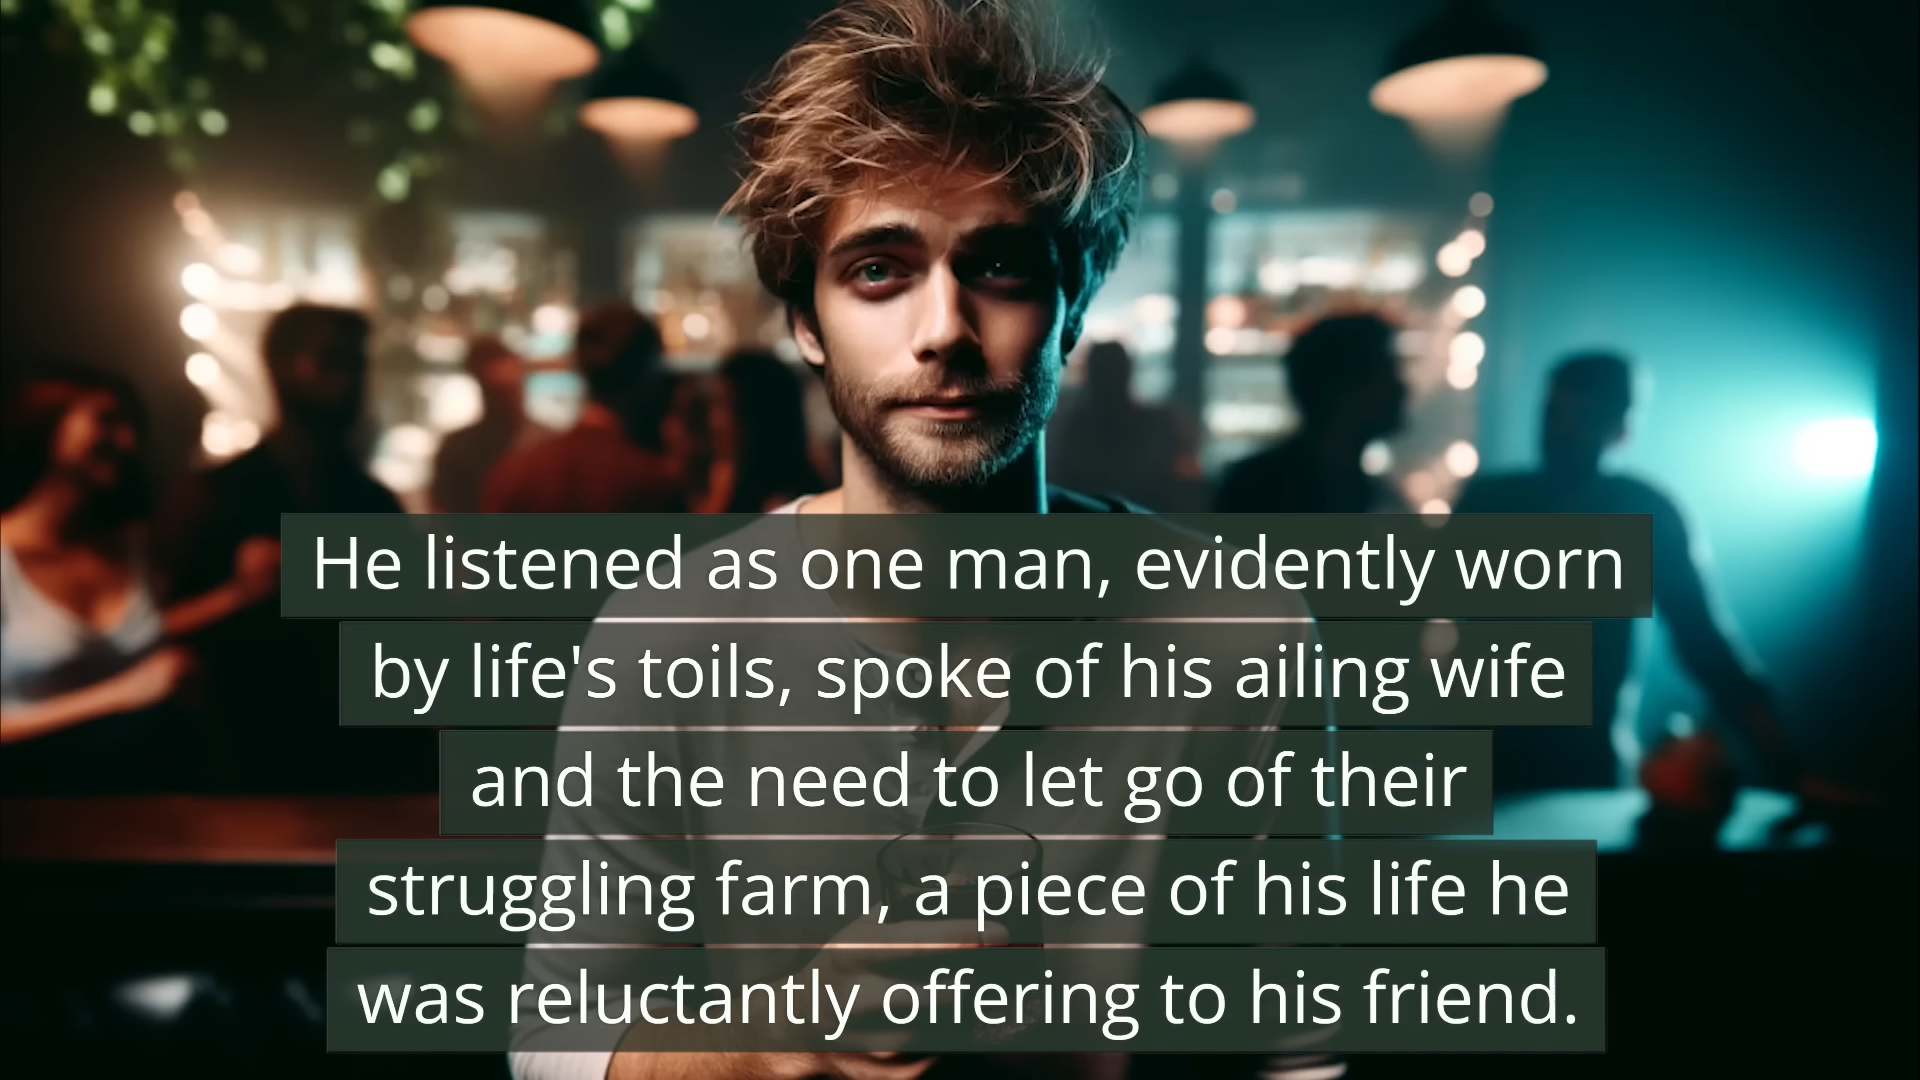 He listened as one man, evidently worn
by life's toils, spoke of his ailing wife
and the need to let go of their
struggling farm, a piece of his life he
was reluctantly offering to his friend.